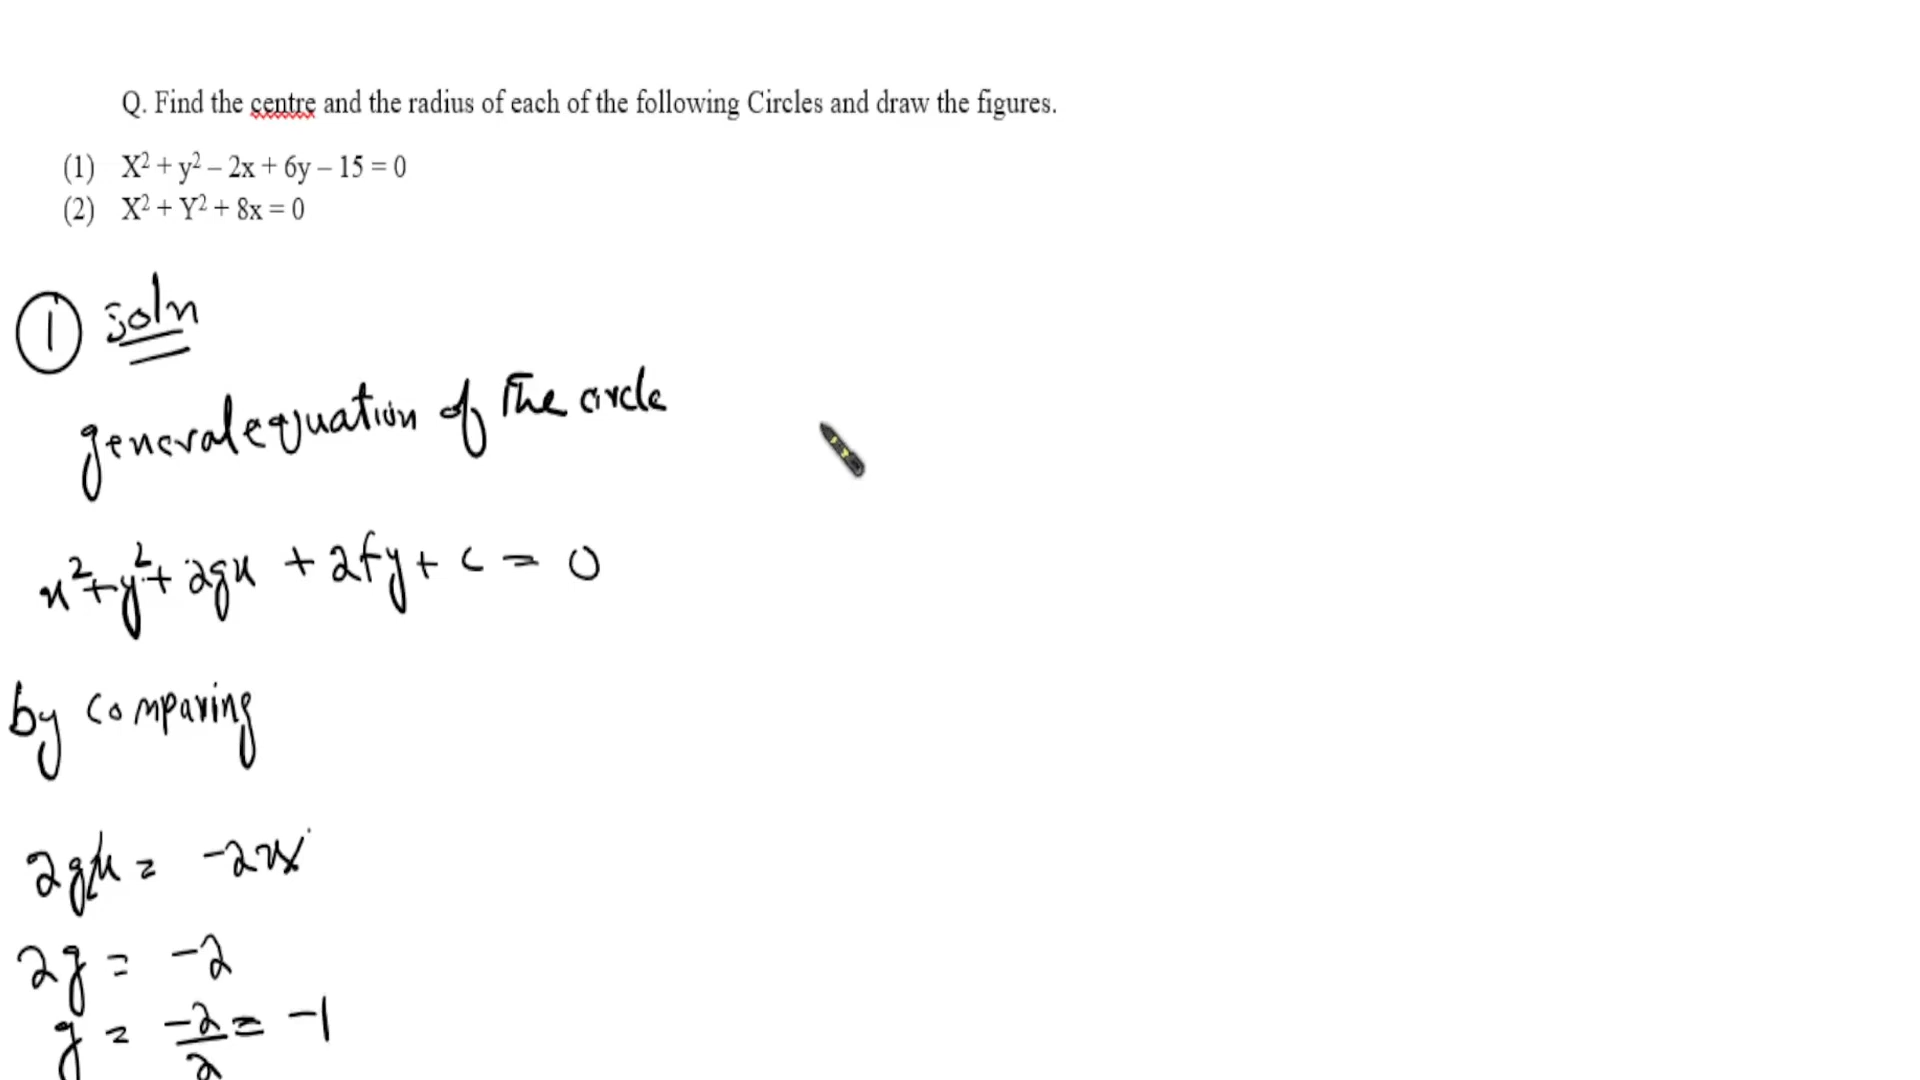 Q. Find the centre and the radius of each of the following Circles and draw the figures.
(1) X² + y² – 2x + 6y – 15 = 0
(2) X² + Y² + 8x = 0
① soln
general equation of the circle
x² + y² + 2gx + 2fy + c = 0
by comparing
2gx = -2x
2g = -2
g = -2/2 = -1